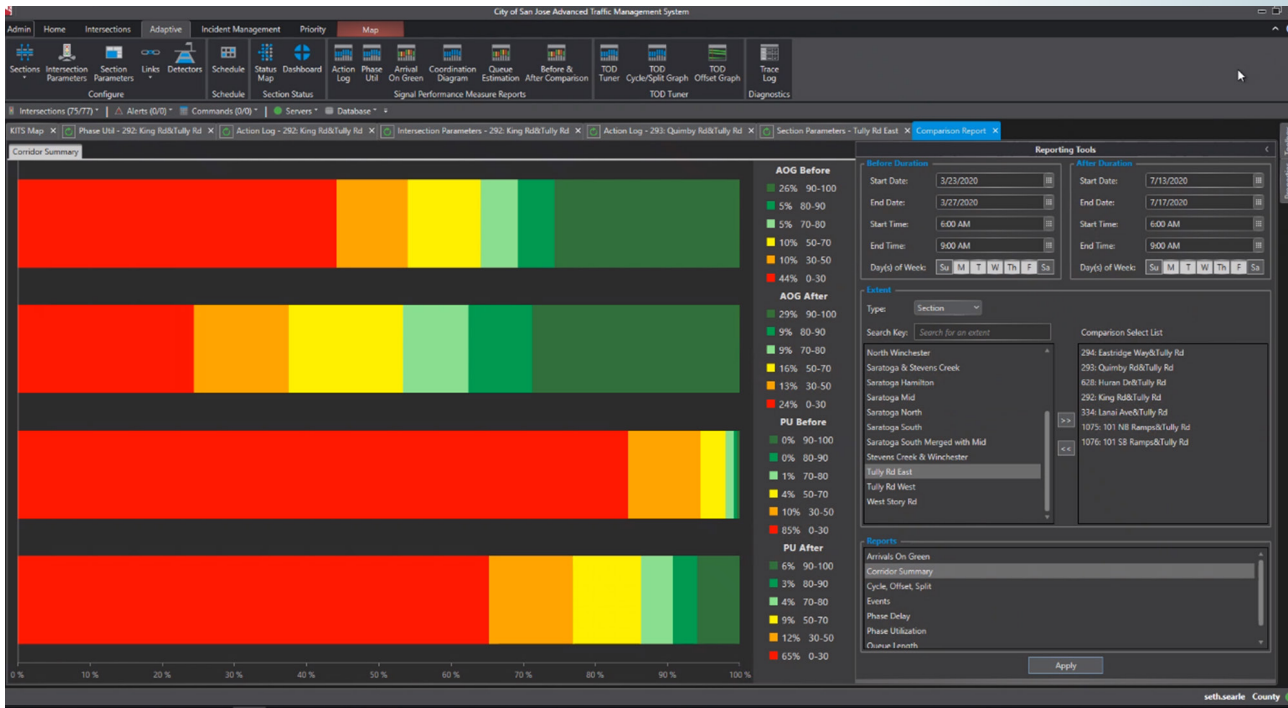 City of San Jose Advanced Traffic Management System
Admin Home Intersections Adaptive Incident Management Priority Map
Sections Intersection Parameters Section Parameters Links Detectors Schedule Status Map Dashboard Action Log Phase Util Arrival On Green Coordination Diagram Queue Estimation Before & After Comparison TOD Tuner TOD Cycle/Split Graph TOD Offset Graph Trace Log
Configure Schedule Section Status Signal Performance Measure Reports TOD Tuner Diagnostics
Intersections (75/77) Alerts (0/0) Commands (0/0) Servers Database
KITS Map Phase Util - 292: King Rd&Tully Rd Action Log - 292: King Rd&Tully Rd Intersection Parameters - 292: King Rd&Tully Rd Action Log - 293: Quimby Rd&Tully Rd Section Parameters - Tully Rd East Comparison Report
Corridor Summary
AOG Before
26% 90-100
5% 80-90
5% 70-80
10% 50-70
10% 30-50
44% 0-30
AOG After
29% 90-100
9% 80-90
9% 70-80
16% 50-70
13% 30-50
24% 0-30
PU Before
0% 90-100
0% 80-90
1% 70-80
4% 50-70
10% 30-50
85% 0-30
PU After
6% 90-100
3% 80-90
4% 70-80
9% 50-70
12% 30-50
65% 0-30
0 % 10 % 20 % 30 % 40 % 50 % 60 % 70 % 80 % 90 % 100 %
Reporting Tools
Before Duration
Start Date: 3/23/2020
End Date: 3/27/2020
Start Time: 6:00 AM
End Time: 9:00 AM
Day(s) of Week: Su M T W Th F Sa
After Duration
Start Date: 7/13/2020
End Date: 7/17/2020
Start Time: 6:00 AM
End Time: 9:00 AM
Day(s) of Week: Su M T W Th F Sa
Extent
Type: Section
Search Key: Search for an extent
North Winchester
Saratoga & Stevens Creek
Saratoga Hamilton
Saratoga Mid
Saratoga North
Saratoga South
Saratoga South Merged with Mid
Stevens Creek & Winchester
Tully Rd East
Tully Rd West
West Story Rd
>>
<<
Comparison Select List
294: Eastridge Way&Tully Rd
293: Quimby Rd&Tully Rd
628: Huran Dr&Tully Rd
292: King Rd&Tully Rd
334: Lanai Ave&Tully Rd
1075: 101 NB Ramps&Tully Rd
1076: 101 SB Ramps&Tully Rd
Reports
Arrivals On Green
Corridor Summary
Cycle, Offset, Split
Events
Phase Delay
Phase Utilization
Queue Length
Apply
seth.searle County